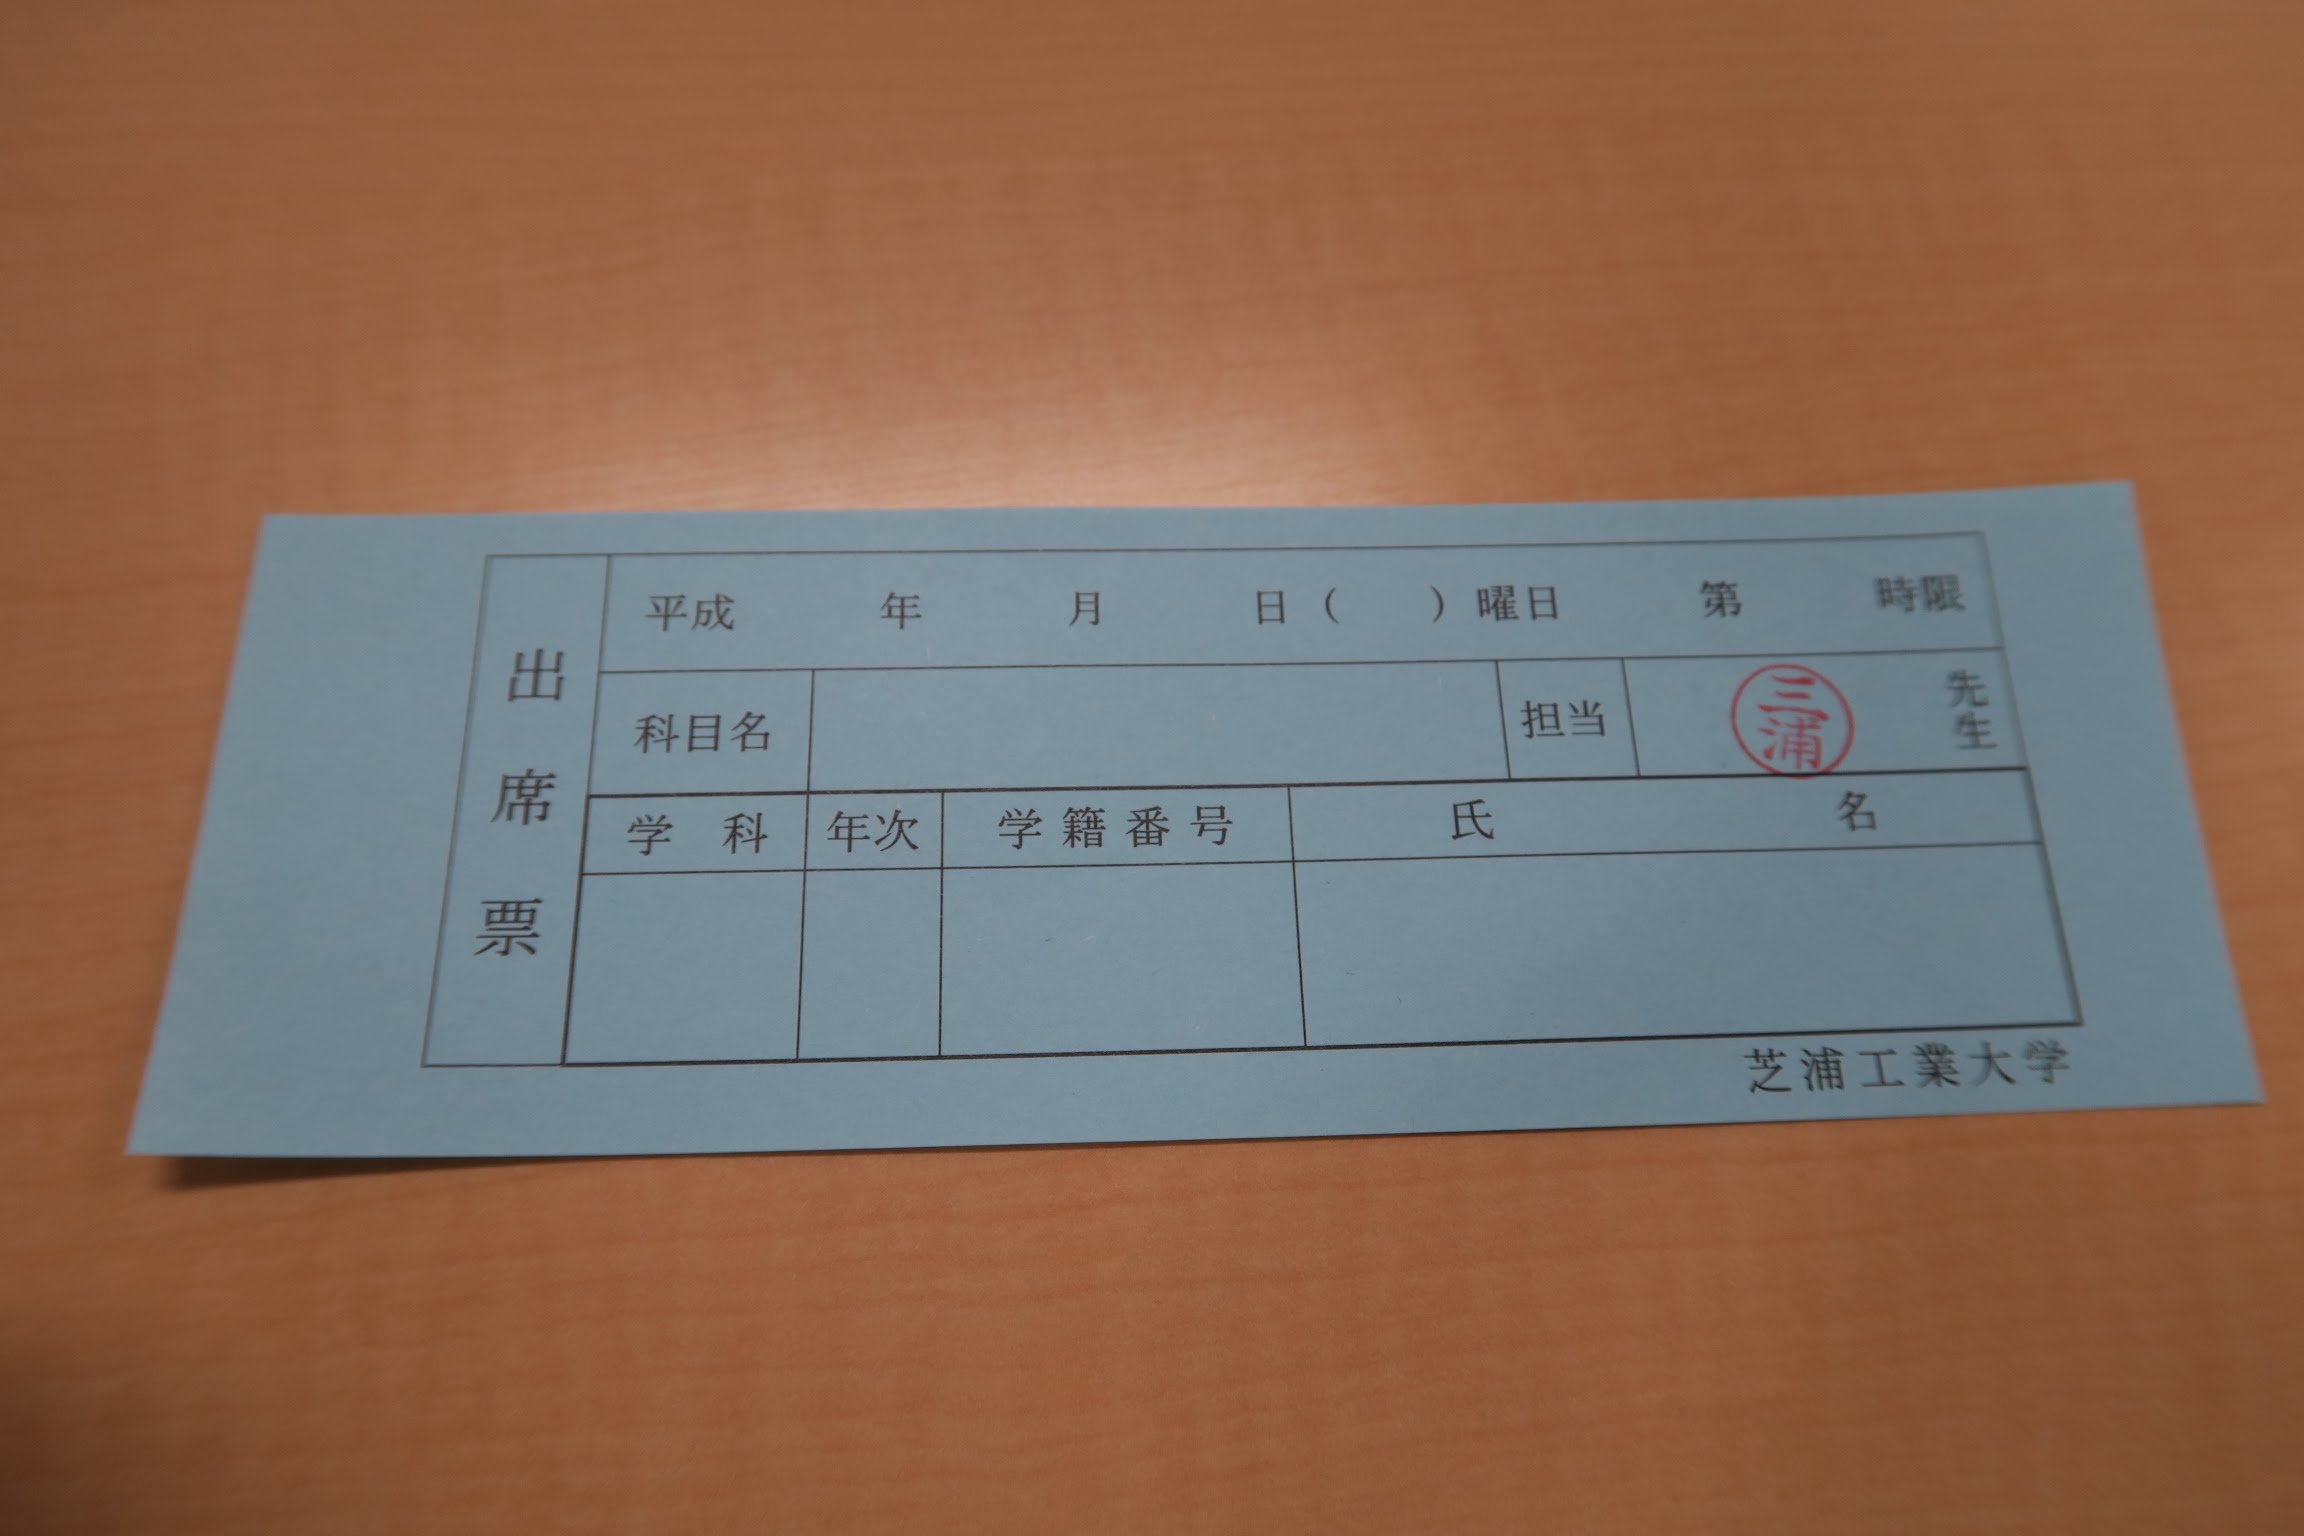 出席票
平成 年 月 日( )曜日 第 時限
科目名 担当 三浦 先生
学科 年次 学籍番号 氏名
芝浦工業大学